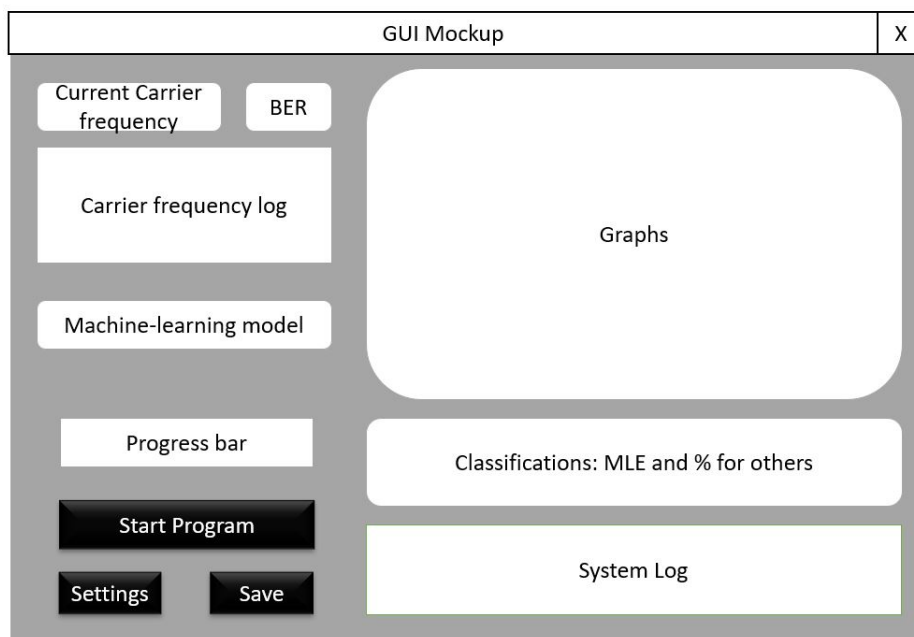 GUI Mockup
X
Current Carrier
frequency
BER
Carrier frequency log
Graphs
Machine-learning model
Progress bar
Classifications: MLE and % for others
Start Program
System Log
Settings
Save